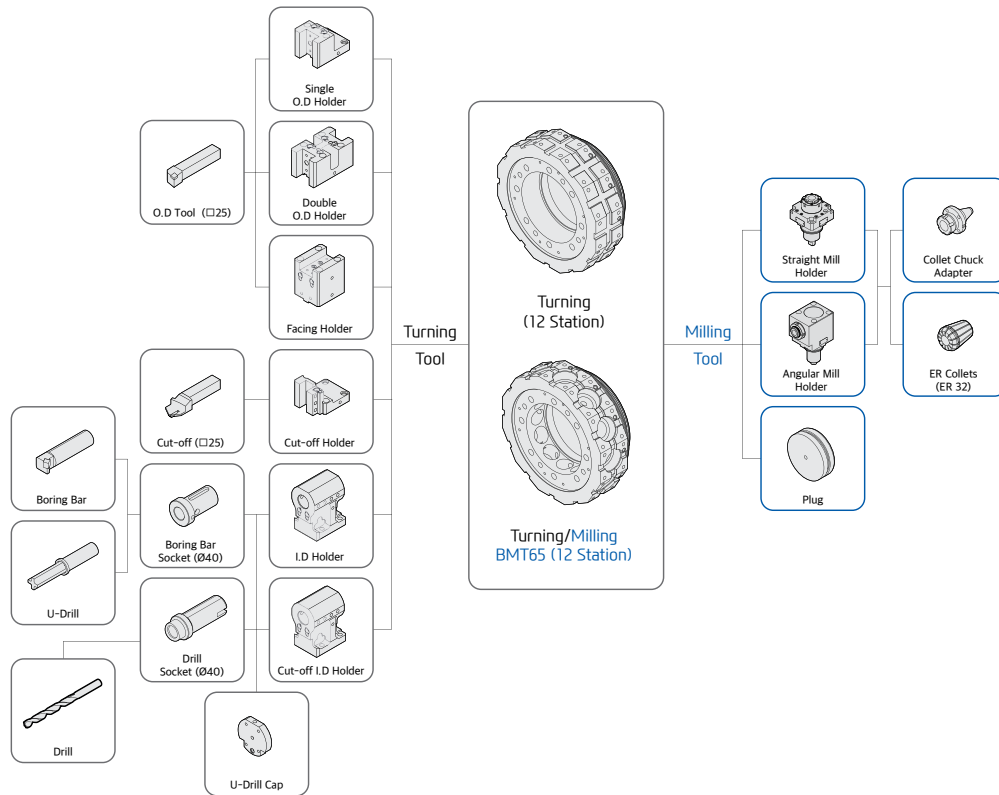 Single
O.D Holder
O.D Tool (□25)
Double
O.D Holder
Facing Holder
Cut-off (□25)
Cut-off Holder
Boring Bar
Boring Bar
Socket (Ø40)
I.D Holder
U-Drill
Drill
Socket (Ø40)
Cut-off I.D Holder
Drill
U-Drill Cap
Turning
Tool
Turning
(12 Station)
Turning/Milling
BMT65 (12 Station)
Milling
Tool
Straight Mill
Holder
Collet Chuck
Adapter
Angular Mill
Holder
ER Collets
(ER 32)
Plug